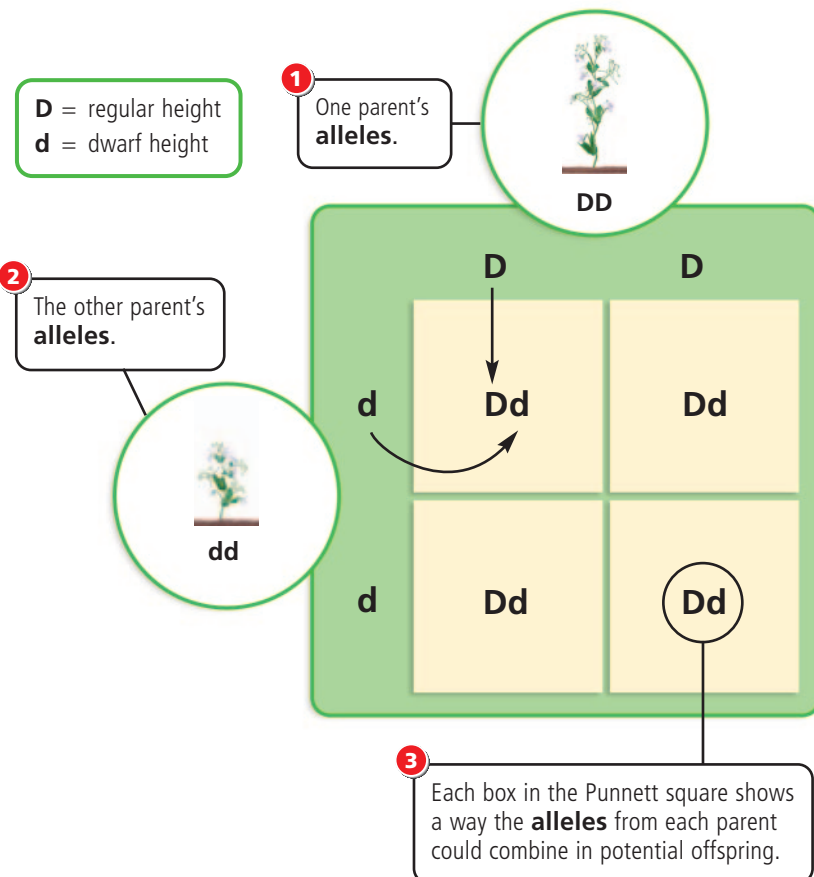 D = regular height
d = dwarf height
1
One parent's
alleles.
DD
2
The other parent's
alleles.
dd
D D
d Dd Dd
d Dd Dd
3
Each box in the Punnett square shows
a way the alleles from each parent
could combine in potential offspring.